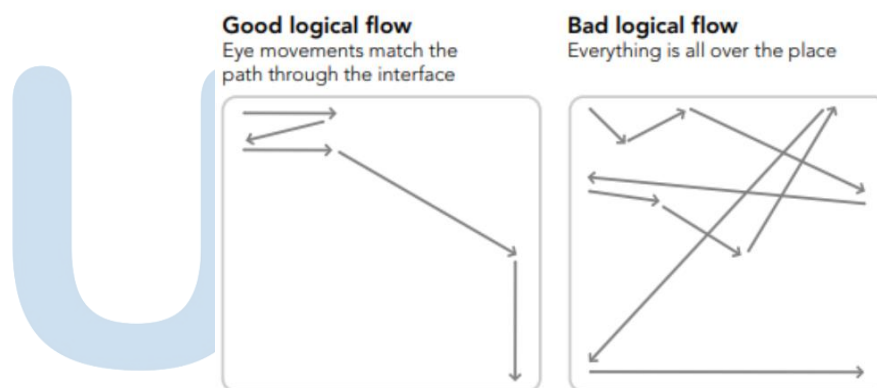 Good logical flow
Eye movements match the
path through the interface
Bad logical flow
Everything is all over the place
U